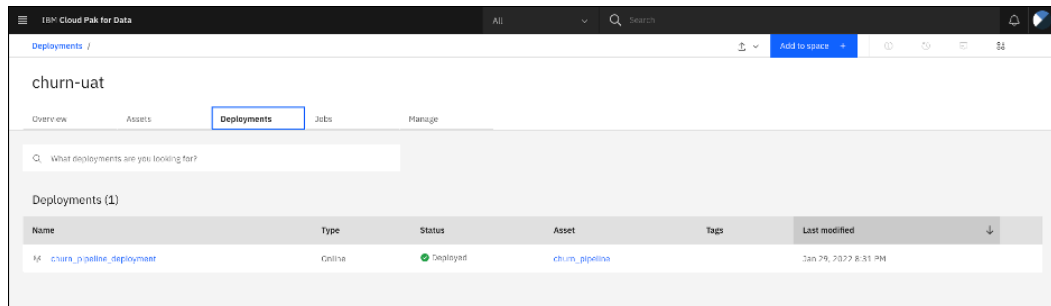 IBM Cloud Pak for Data All Search
Deployments / Add to space +
churn-uat
Overview Assets Deployments Jobs Manage
What deployments are you looking for?
Deployments (1)
Name Type Status Asset Tags Last modified
churn_pipeline_deployment Online Deployed churn_pipeline Jan 29, 2022 8:31 PM